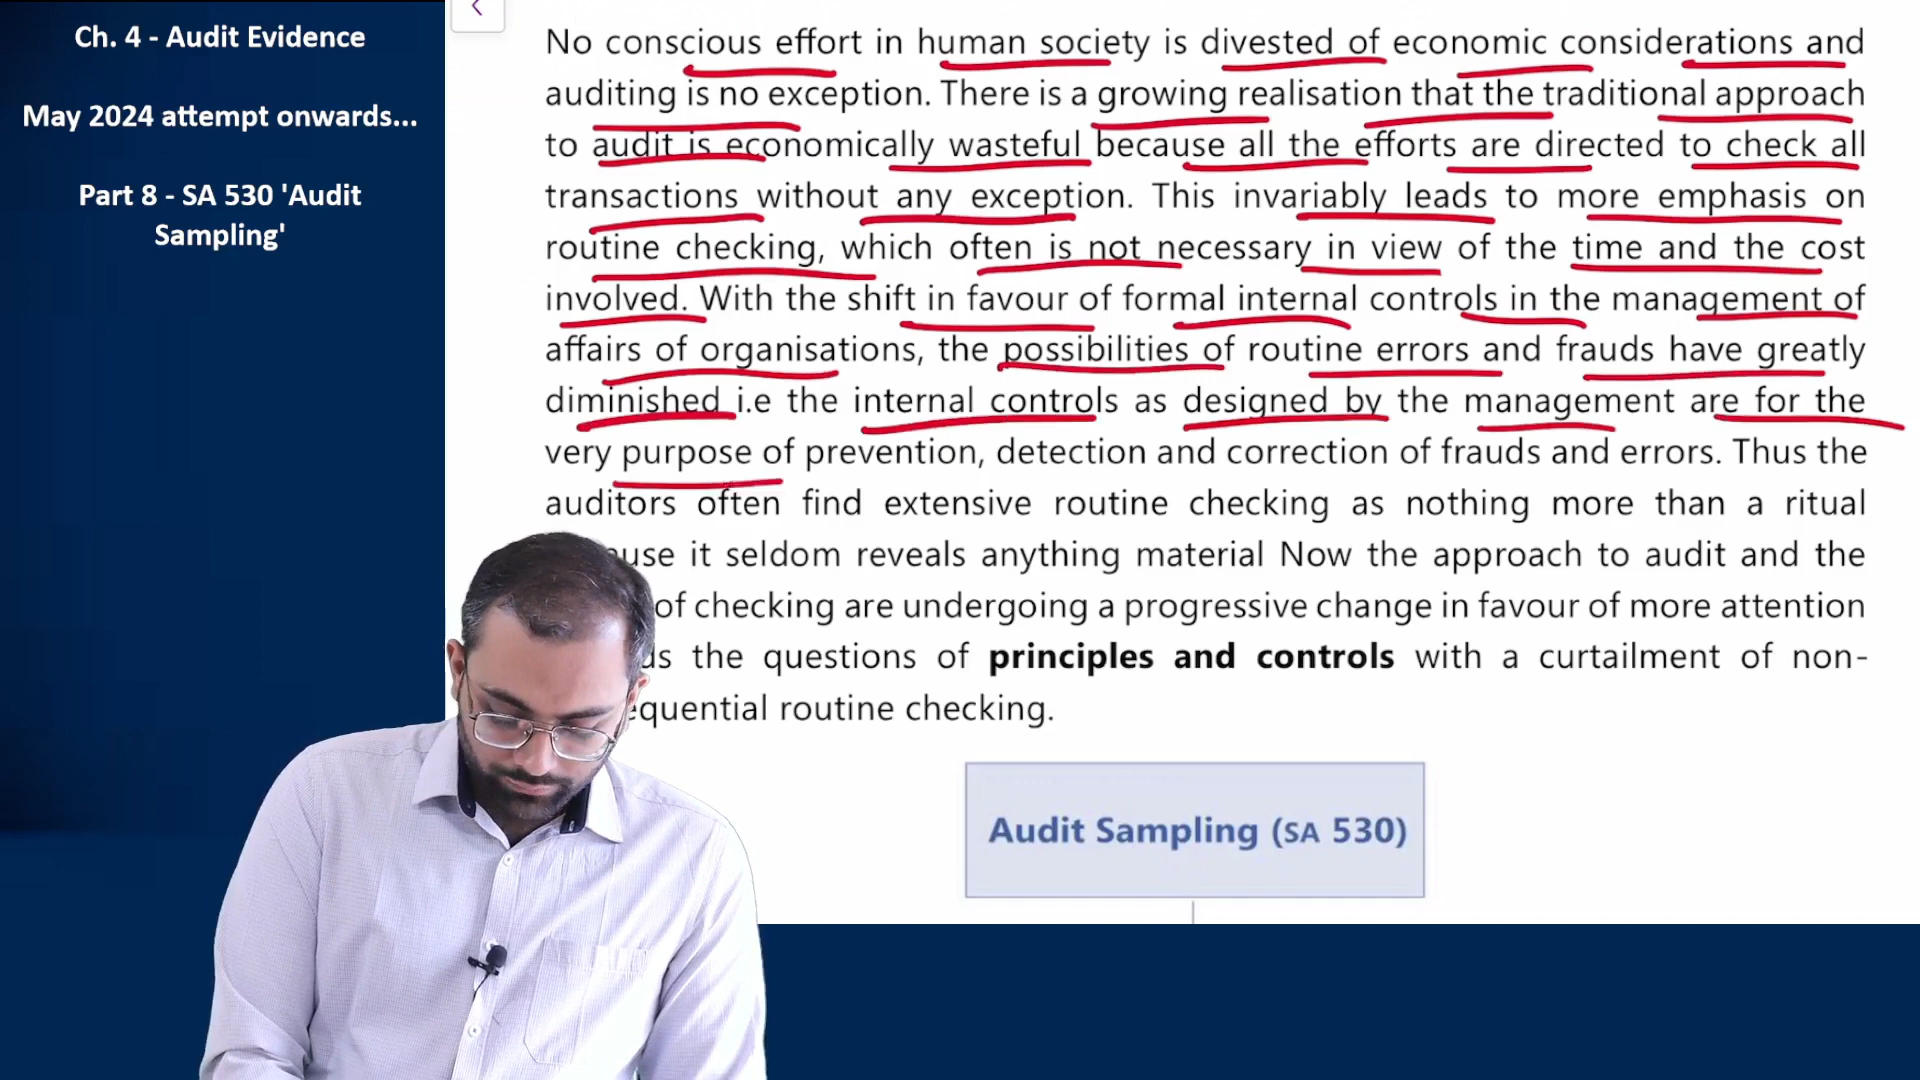 Ch. 4 - Audit Evidence
May 2024 attempt onwards...
Part 8 - SA 530 'Audit
Sampling'
No conscious effort in human society is divested of economic considerations and
auditing is no exception. There is a growing realisation that the traditional approach
to audit is economically wasteful because all the efforts are directed to check all
transactions without any exception. This invariably leads to more emphasis on
routine checking, which often is not necessary in view of the time and the cost
involved. With the shift in favour of formal internal controls in the management of
affairs of organisations, the possibilities of routine errors and frauds have greatly
diminished i.e the internal controls as designed by the management are for the
very purpose of prevention, detection and correction of frauds and errors. Thus the
auditors often find extensive routine checking as nothing more than a ritual
it seldom reveals anything material Now the approach to audit and the
of checking are undergoing a progressive change in favour of more attention
the questions of principles and controls with a curtailment of non-
routine checking.
Audit Sampling (SA 530)